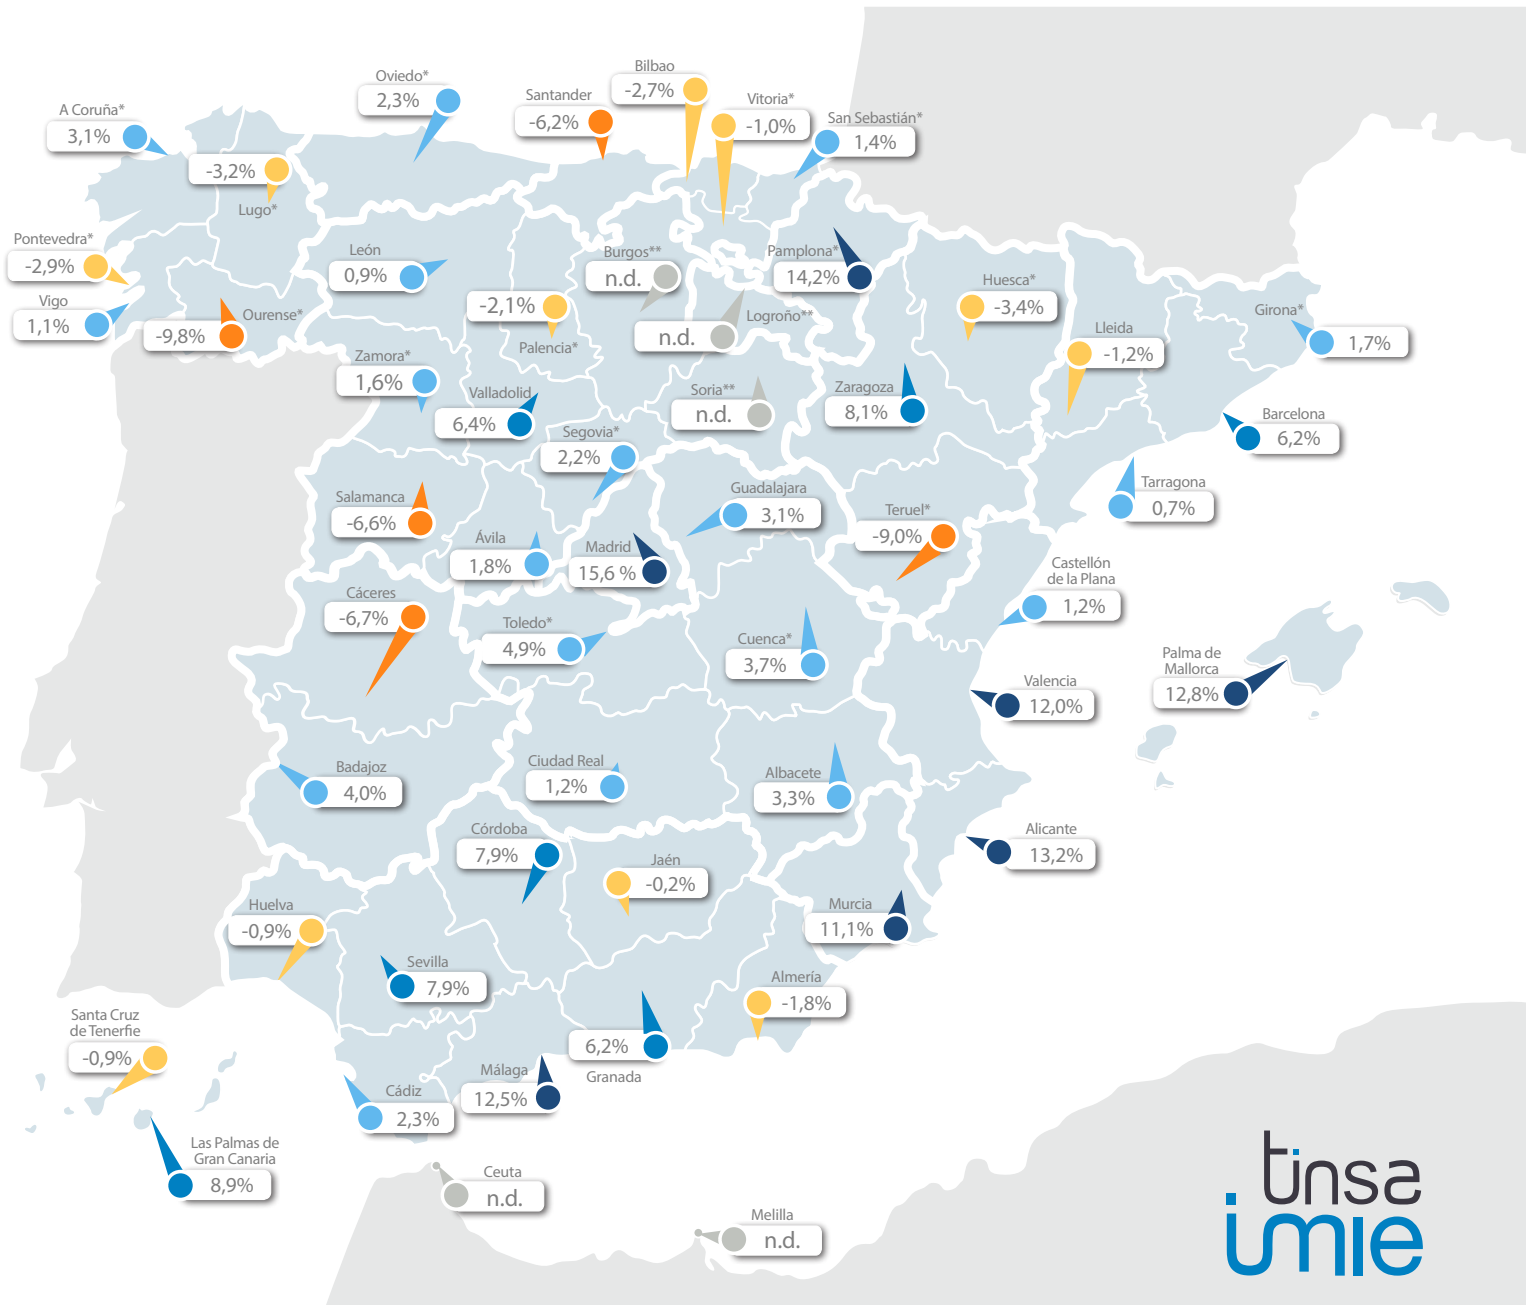 Oviedo*
2,3%
Santander
-6,2%
Bilbao
-2,7%
Vitoria*
-1,0%
San Sebastián*
1,4%
A Coruña*
3,1%
-3,2%
Lugo*
Pontevedra*
-2,9%
Vigo
1,1%
Ourense*
-9,8%
León
0,9%
-2,1%
Palencia*
Burgos**
n.d.
Logroño**
n.d.
Pamplona*
14,2%
Huesca*
-3,4%
Lleida
-1,2%
Girona*
1,7%
Zamora*
1,6%
Valladolid
6,4%
Segovia*
2,2%
Soria**
n.d.
Zaragoza
8,1%
Barcelona
6,2%
Tarragona
0,7%
Salamanca
-6,6%
Ávila
1,8%
Madrid
15,6 %
Guadalajara
3,1%
Teruel*
-9,0%
Castellón
de la Plana
1,2%
Cáceres
-6,7%
Toledo*
4,9%
Cuenca*
3,7%
Valencia
12,0%
Palma de
Mallorca
12,8%
Badajoz
4,0%
Ciudad Real
1,2%
Albacete
3,3%
Alicante
13,2%
Córdoba
7,9%
Jaén
-0,2%
Murcia
11,1%
Huelva
-0,9%
Sevilla
7,9%
Almería
-1,8%
Santa Cruz
de Tenerfie
-0,9%
6,2%
Granada
Málaga
12,5%
Cádiz
2,3%
Las Palmas de
Gran Canaria
8,9%
Ceuta
n.d.
Melilla
n.d.
tinsa
imie